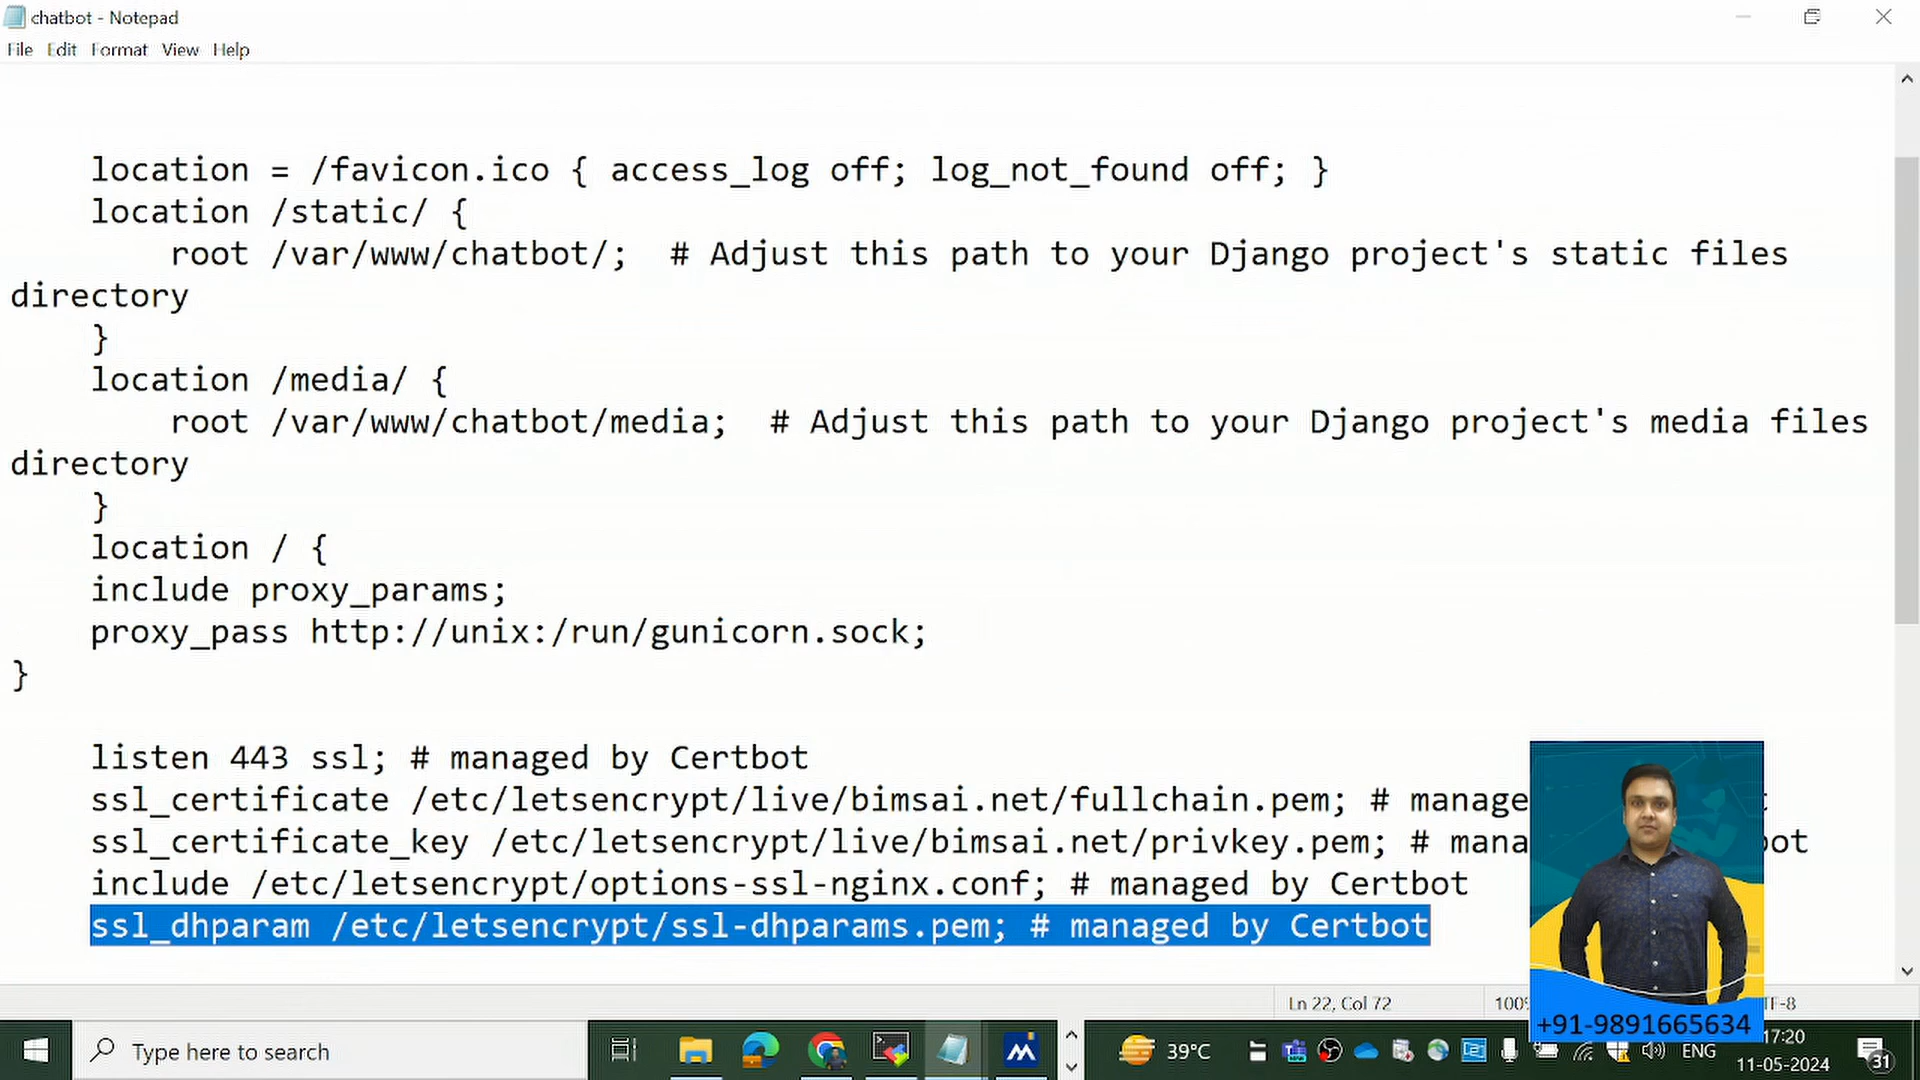 chatbot - Notepad
File Edit Format View Help
location = /favicon.ico { access_log off; log_not_found off; }
location /static/ {
root /var/www/chatbot/; # Adjust this path to your Django project's static files
directory
}
location /media/ {
root /var/www/chatbot/media; # Adjust this path to your Django project's media files
directory
}
location / {
include proxy_params;
proxy_pass http://unix:/run/gunicorn.sock;
}
listen 443 ssl; # managed by Certbot
ssl_certificate /etc/letsencrypt/live/bimsai.net/fullchain.pem; # manage
ssl_certificate_key /etc/letsencrypt/live/bimsai.net/privkey.pem; # mana ot
include /etc/letsencrypt/options-ssl-nginx.conf; # managed by Certbot
ssl_dhparam /etc/letsencrypt/ssl-dhparams.pem; # managed by Certbot
Ln 22, Col 72 100% TF-8
+91-9891665634
Type here to search
39°C
ENG
17:20
11-05-2024
31